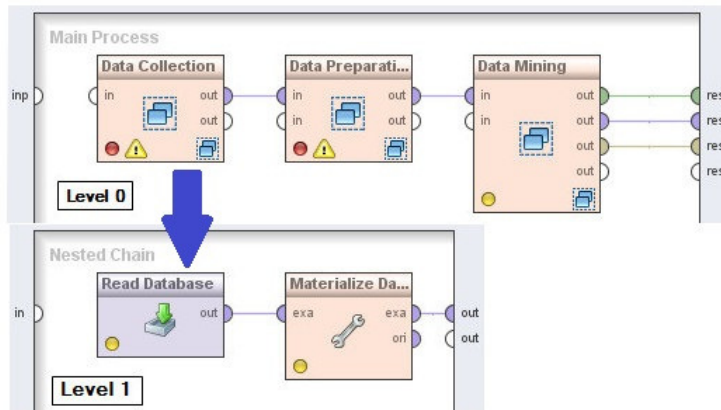 Main Process
Data Collection
Data Preparati...
Data Mining
inp
in
out
in
out
in
out
res
out
in
out
in
out
res
out
res
out
res
Level 0
Nested Chain
Read Database
Materialize Da...
in
out
exa
exa
out
ori
out
Level 1